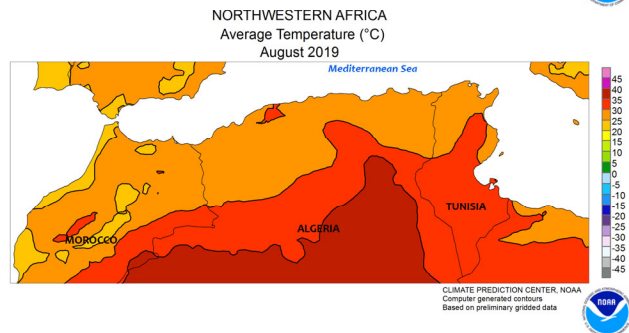 NORTHWESTERN AFRICA
Average Temperature (°C)
August 2019
Mediterranean Sea
MOROCCO
ALGERIA
TUNISIA
45
40
35
30
25
20
15
10
5
0
-5
-10
-15
-20
-25
-30
-35
-40
-45
CLIMATE PREDICTION CENTER, NOAA
Computer generated contours
Based on preliminary gridded data
NOAA